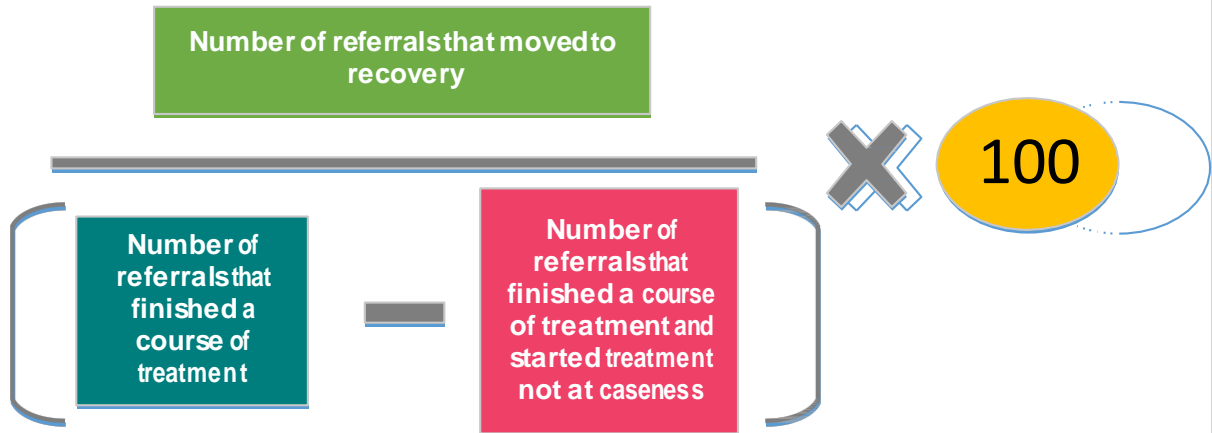 Number of referrals that moved to
recovery
100
Number of
referrals that
finished a
course of
treatment
Number of
referrals that
finished a course
of treatment and
started treatment
not at caseness